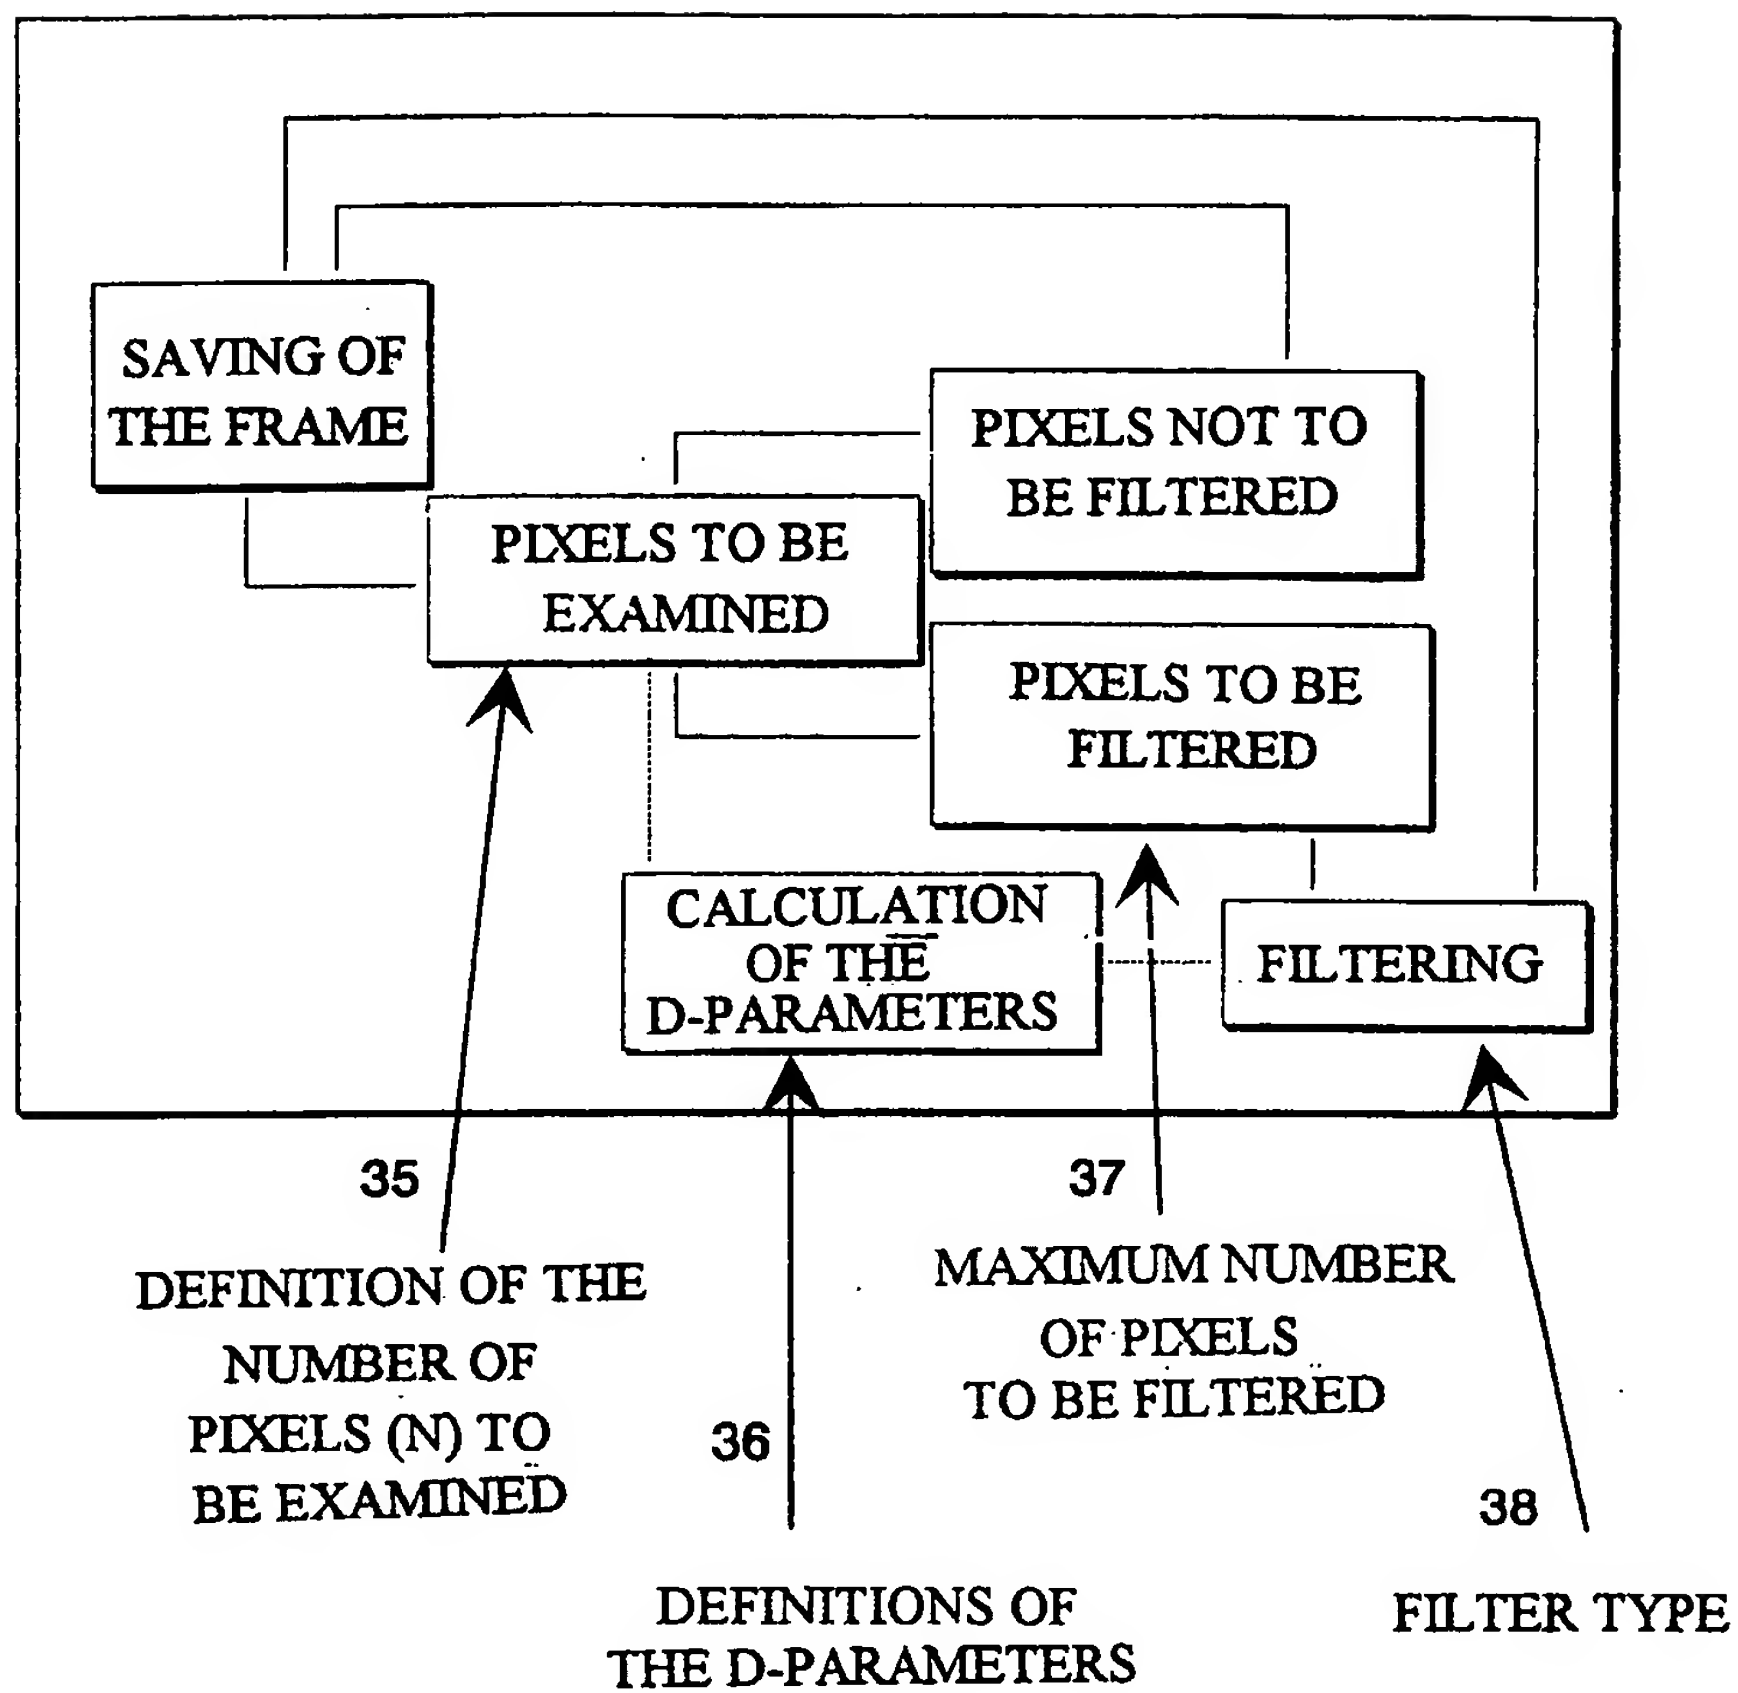 SAVING OF
THE FRAME
PIXELS NOT TO
BE FILTERED
PIXELS TO BE
EXAMINED
PIXELS TO BE
FILTERED
CALCULATION
OF THE
D-PARAMETERS
FILTERING
35
37
DEFINITION OF THE
NUMBER OF
PIXELS (N) TO
BE EXAMINED
MAXIMUM NUMBER
OF PIXELS
TO BE FILTERED
36
38
DEFINITIONS OF
THE D-PARAMETERS
FILTER TYPE